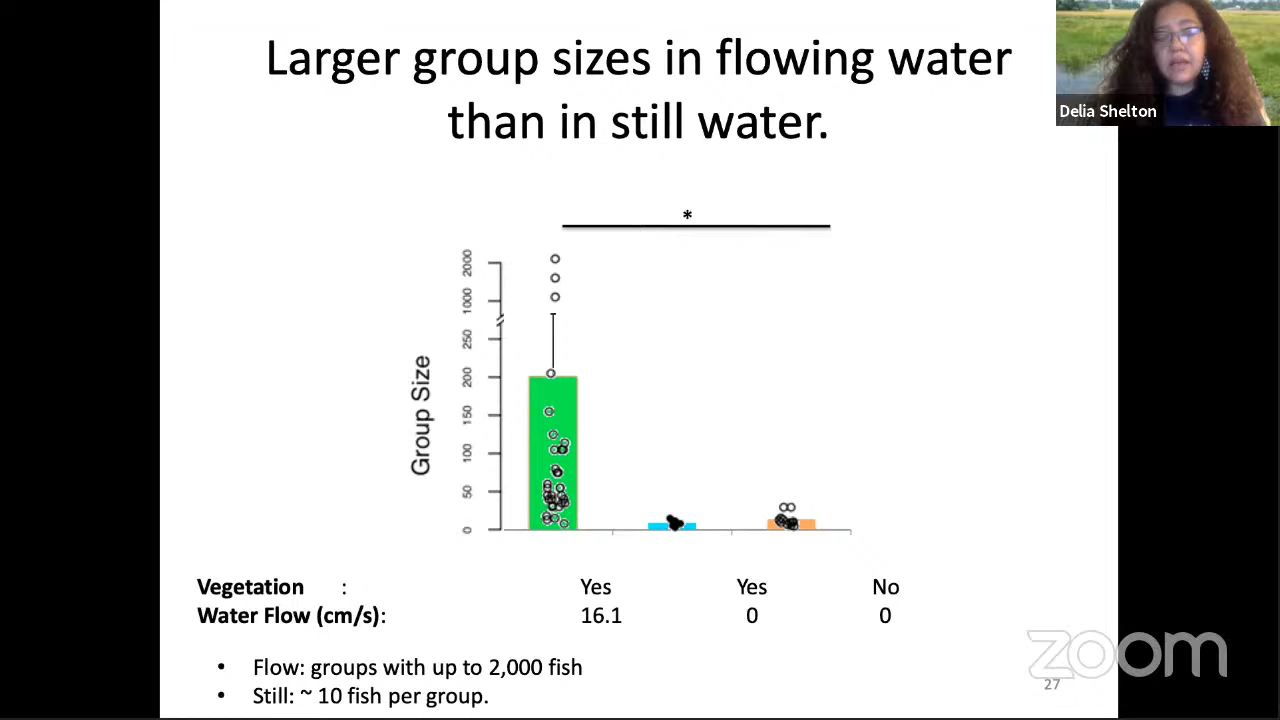 Larger group sizes in flowing water
than in still water.
Delia Shelton
*
2000
1000
250
200
150
100
50
0
Group Size
Vegetation : Yes Yes No
Water Flow (cm/s): 16.1 0 0
• Flow: groups with up to 2,000 fish
• Still: ~ 10 fish per group.
zoom
27